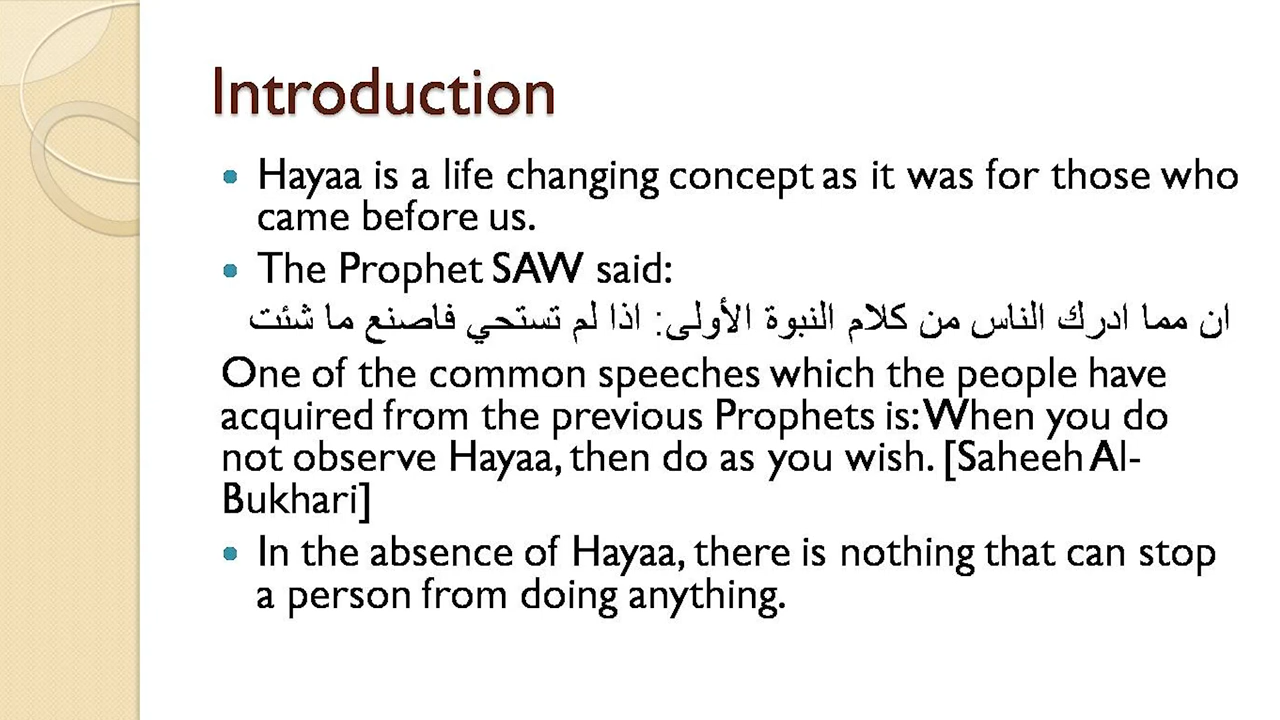 Introduction
• Hayaa is a life changing concept as it was for those who
came before us.
• The Prophet SAW said:
ان مما ادرك الناس من كلام النبوة الأولى: اذا لم تستحي فاصنع ما شئت
One of the common speeches which the people have
acquired from the previous Prophets is: When you do
not observe Hayaa, then do as you wish. [Saheeh Al-
Bukhari]
• In the absence of Hayaa, there is nothing that can stop
a person from doing anything.